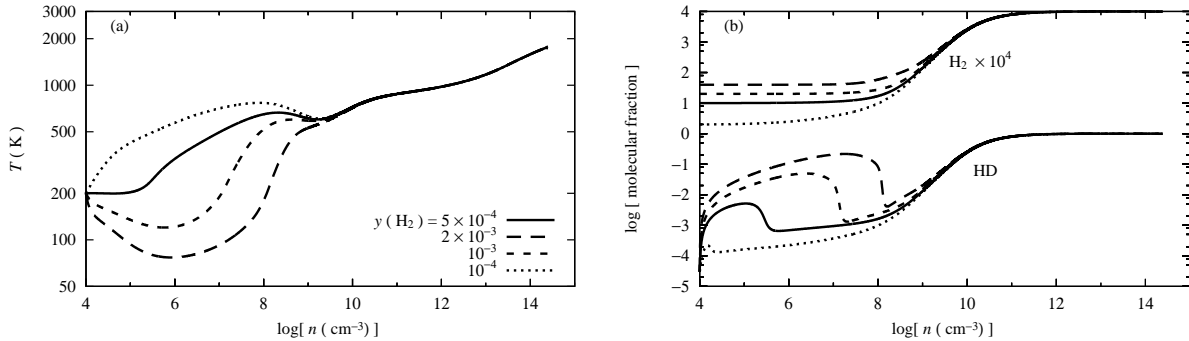 (a)
3000
1000
500
200
100
50
T ( K )
y ( H₂ ) = 5 × 10⁻⁴
2 × 10⁻³
10⁻³
10⁻⁴
4 6 8 10 12 14
log[ n ( cm⁻³ ) ]
(b)
4
3
2
1
0
−1
−2
−3
−4
−5
log [ molecular fraction ]
H₂ × 10⁴
HD
4 6 8 10 12 14
log[ n ( cm⁻³ ) ]